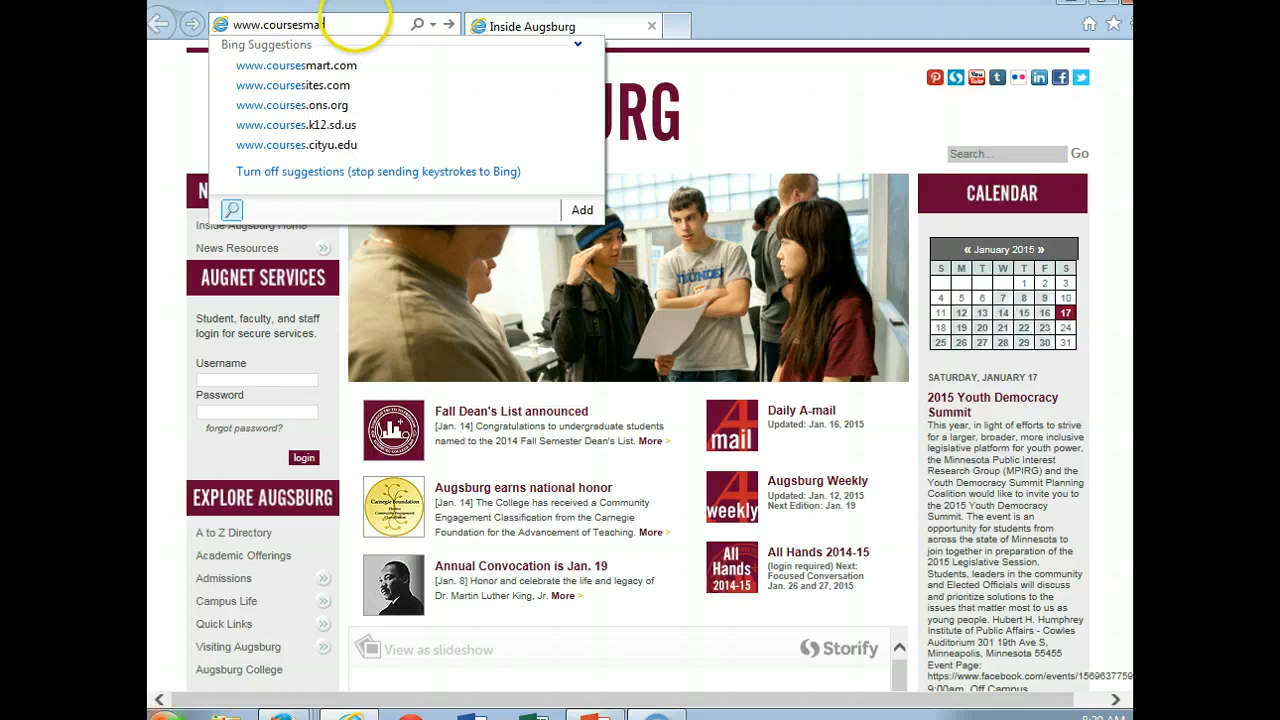 www.coursesmar
Inside Augsburg
Bing Suggestions
www.coursesmart.com
www.coursesites.com
www.courses.ons.org
www.courses.k12.sd.us
www.courses.cityu.edu
Turn off suggestions (stop sending keystrokes to Bing)
Add
URG
Search...
Go
Inside Augsburg Home
News Resources
AUGNET SERVICES
Student, faculty, and staff
login for secure services.
Username
Password
forgot password?
login
EXPLORE AUGSBURG
A to Z Directory
Academic Offerings
Admissions
Campus Life
Quick Links
Visiting Augsburg
Augsburg College
Fall Dean's List announced
[Jan. 14] Congratulations to undergraduate students
named to the 2014 Fall Semester Dean's List. More >
Carnegie Foundation
Augsburg earns national honor
[Jan. 14] The College has received a Community
Engagement Classification from the Carnegie
Foundation for the Advancement of Teaching. More >
Annual Convocation is Jan. 19
[Jan. 8] Honor and celebrate the life and legacy of
Dr. Martin Luther King, Jr. More >
mail
Daily A-mail
Updated: Jan. 16, 2015
weekly
Augsburg Weekly
Updated: Jan. 12, 2015
Next Edition: Jan. 19
All
Hands
2014-15
All Hands 2014-15
(login required) Next:
Focused Conversation
Jan. 26 and 27, 2015
View as slideshow
Storify
CALENDAR
« January 2015 »
S M T W T F S
1 2 3
4 5 6 7 8 9 10
11 12 13 14 15 16 17
18 19 20 21 22 23 24
25 26 27 28 29 30 31
SATURDAY, JANUARY 17
2015 Youth Democracy
Summit
This year, in light of efforts to strive
for a larger, broader, more inclusive
legislative platform for youth power,
the Minnesota Public Interest
Research Group (MPIRG) and the
Youth Democracy Summit Planning
Coalition would like to invite you to
the 2015 Youth Democracy
Summit. The event is an
opportunity for students from
across the state of Minnesota to
join together in preparation of the
2015 Legislative Session.
Students, leaders in the community
and Elected Officials will discuss
and prioritize solutions to the
issues that matter most to us as
young people. Hubert H. Humphrey
Institute of Public Affairs - Cowles
Auditorium 301 19th Ave S,
Minneapolis, Minnesota 55455
Event Page:
https://www.facebook.com/events/1569637759
9:00am, Off Campus